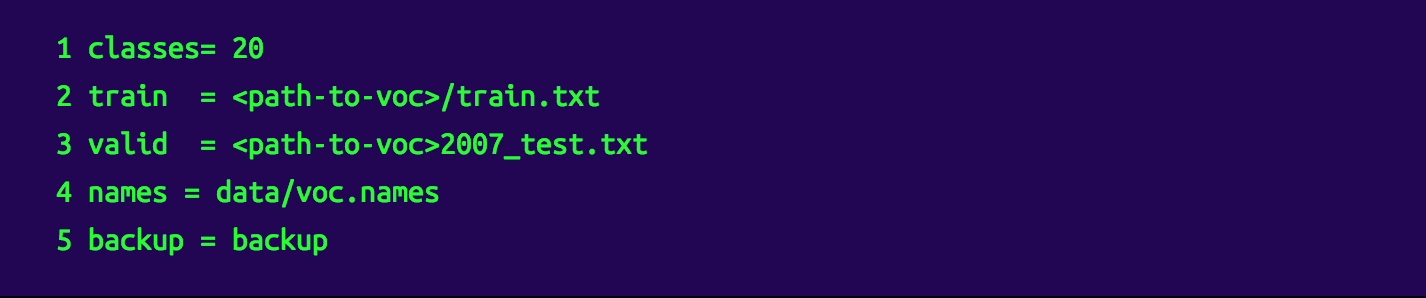 1 classes= 20
2 train  = <path-to-voc>/train.txt
3 valid  = <path-to-voc>2007_test.txt
4 names = data/voc.names
5 backup = backup